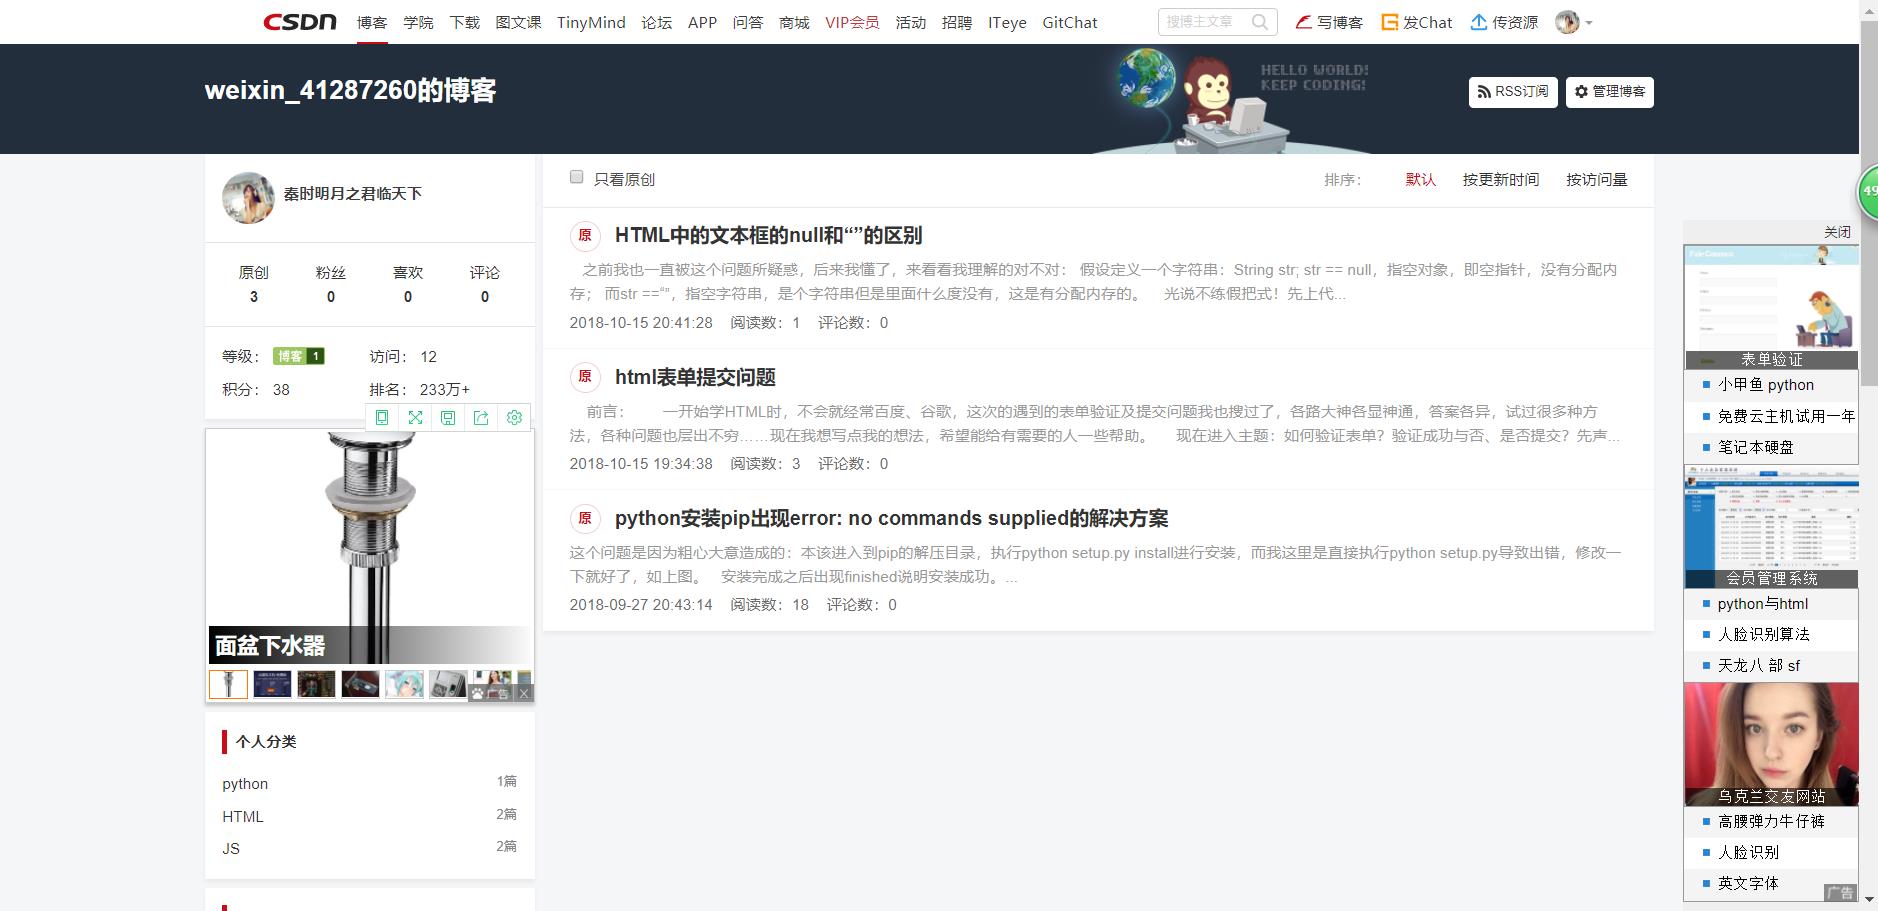 CSDN 博客 学院 下载 图文课 TinyMind 论坛 APP 问答 商城 VIP会员 活动 招聘 ITeye GitChat 搜博主文章 写博客 发Chat 传资源
weixin_41287260的博客
HELLO WORLD!
KEEP CODING!
RSS订阅 管理博客
秦时明月之君临天下
原创 粉丝 喜欢 评论
3 0 0 0
等级： 博客 1 访问： 12
积分： 38 排名： 233万+
面盆下水器
广告 X
个人分类
python 1篇
HTML 2篇
JS 2篇
只看原创 排序： 默认 按更新时间 按访问量
原 HTML中的文本框的null和“”的区别
之前我也一直被这个问题所疑惑，后来我懂了，来看看我理解的对不对： 假设定义一个字符串：String str; str == null，指空对象，即空指针，没有分配内
存； 而str ==“”，指空字符串，是个字符串但是里面什么度没有，这是有分配内存的。 光说不练假把式！先上代...
2018-10-15 20:41:28 阅读数：1 评论数：0
原 html表单提交问题
前言： 一开始学HTML时，不会就经常百度、谷歌，这次的遇到的表单验证及提交问题我也搜过了，各路大神各显神通，答案各异，试过很多种方
法，各种问题也层出不穷……现在我想写点我的想法，希望能给有需要的人一些帮助。 现在进入主题：如何验证表单？验证成功与否、是否提交？先声...
2018-10-15 19:34:38 阅读数：3 评论数：0
原 python安装pip出现error: no commands supplied的解决方案
这个问题是因为粗心大意造成的：本该进入到pip的解压目录，执行python setup.py install进行安装，而我这里是直接执行python setup.py导致出错，修改一
下就好了，如上图。 安装完成之后出现finished说明安装成功。...
2018-09-27 20:43:14 阅读数：18 评论数：0
49
关闭
表单验证
小甲鱼 python
免费云主机试用一年
笔记本硬盘
会员管理系统
python与html
人脸识别算法
天龙八 部 sf
乌克兰交友网站
高腰弹力牛仔裤
人脸识别
英文字体
广告